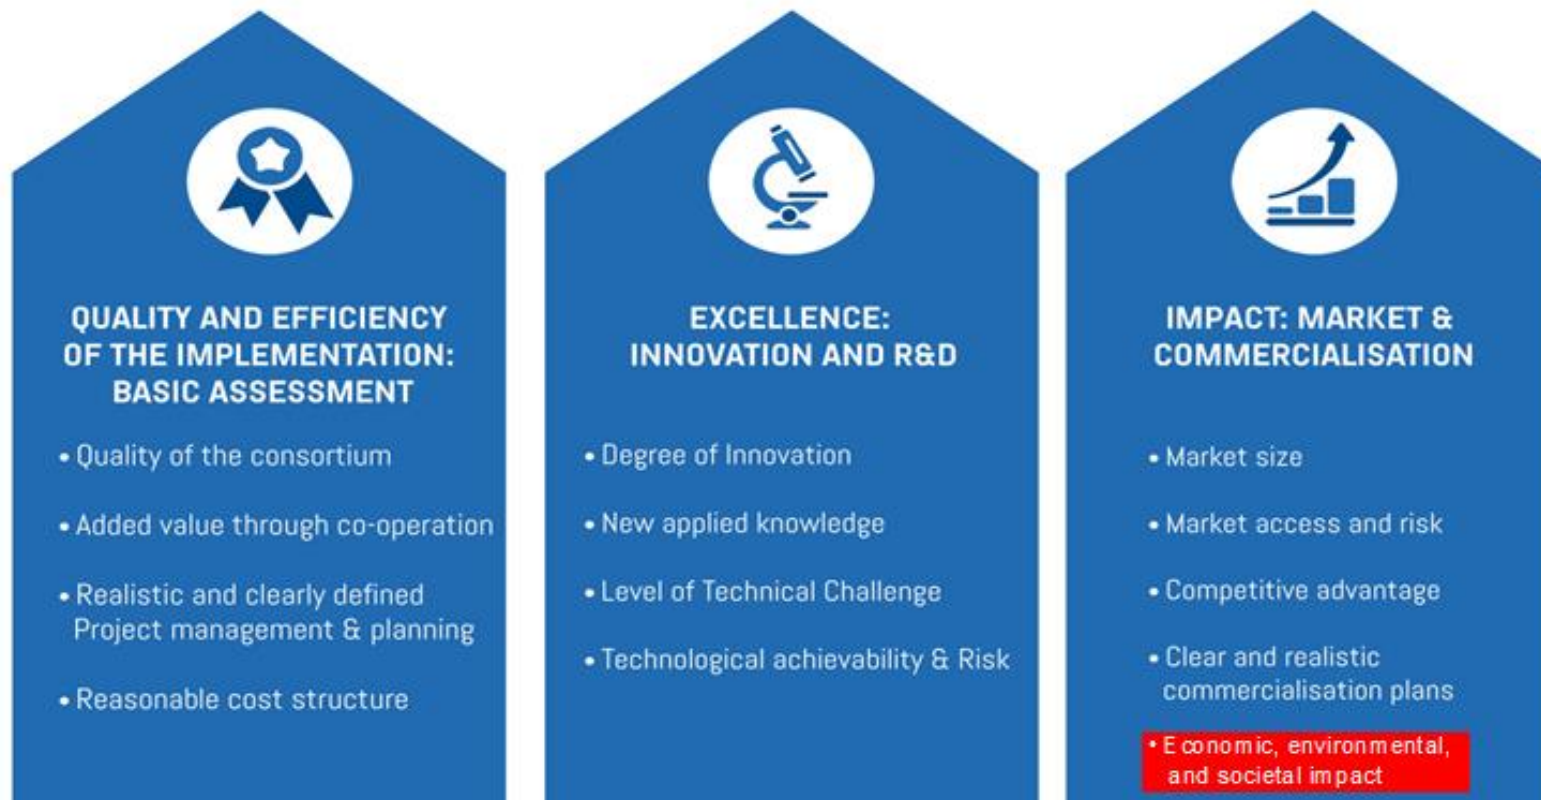 QUALITY AND EFFICIENCY
OF THE IMPLEMENTATION:
BASIC ASSESSMENT
• Quality of the consortium
• Added value through co-operation
• Realistic and clearly defined
Project management & planning
• Reasonable cost structure
EXCELLENCE:
INNOVATION AND R&D
• Degree of Innovation
• New applied knowledge
• Level of Technical Challenge
• Technological achievability & Risk
IMPACT: MARKET &
COMMERCIALISATION
• Market size
• Market access and risk
• Competitive advantage
• Clear and realistic
commercialisation plans
• Economic, environmental,
and societal impact